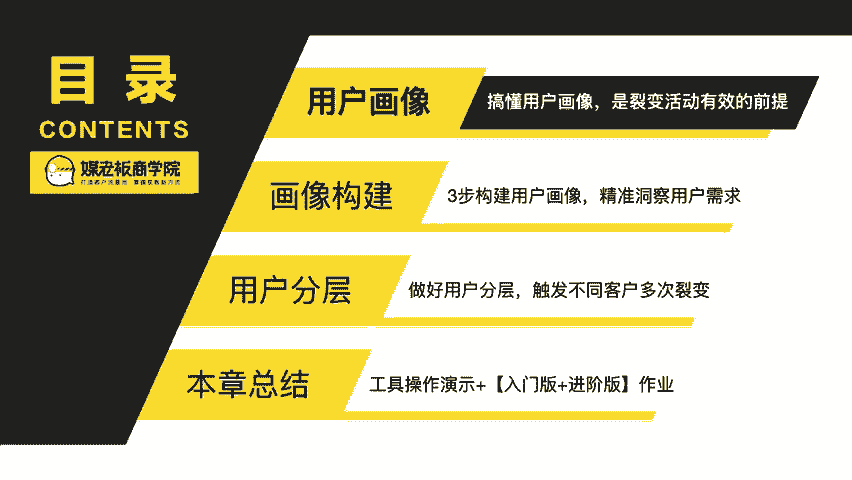 目录
CONTENTS
媒老板商学院
用户画像
搞懂用户画像，是裂变活动有效的前提
画像构建
3步构建用户画像，精准洞察用户需求
用户分层
做好用户分层，触发不同客户多次裂变
本章总结
工具操作演示+【入门版+进阶版】作业